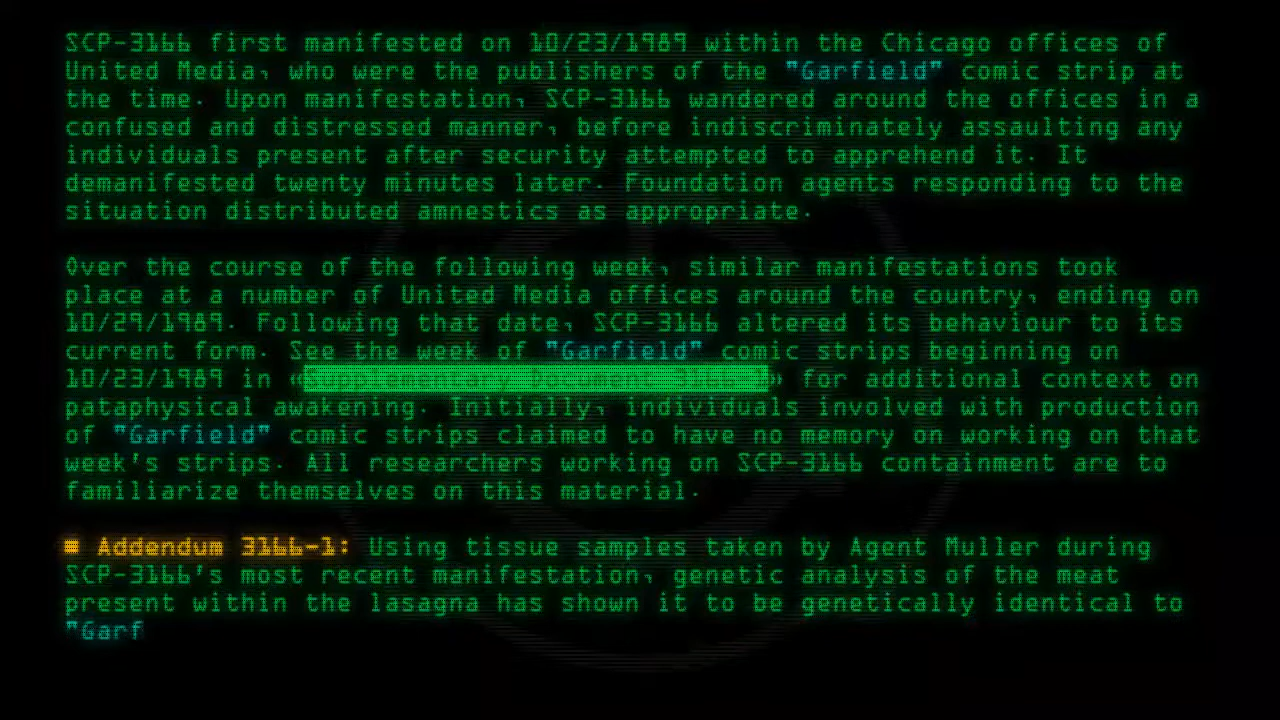 SCP-3166 first manifested on 10/23/1989 within the Chicago offices of
United Media, who were the publishers of the "Garfield" comic strip at
the time. Upon manifestation, SCP-3166 wandered around the offices in a
confused and distressed manner, before indiscriminately assaulting any
individuals present after security attempted to apprehend it. It
demanifested twenty minutes later. Foundation agents responding to the
situation distributed amnestics as appropriate.
Over the course of the following week, similar manifestations took
place at a number of United Media offices around the country, ending on
10/29/1989. Following that date, SCP-3166 altered its behaviour to its
current form. See the week of "Garfield" comic strips beginning on
10/23/1989 in «Supplementary Document » for additional context on
pataphysical awakening. Initially, individuals involved with production
of "Garfield" comic strips claimed to have no memory on working on that
week's strips. All researchers working on SCP-3166 containment are to
familiarize themselves on this material.
■ Addendum 3166-1: Using tissue samples taken by Agent Muller during
SCP-3166's most recent manifestation, genetic analysis of the meat
present within the lasagna has shown it to be genetically identical to
"Garf